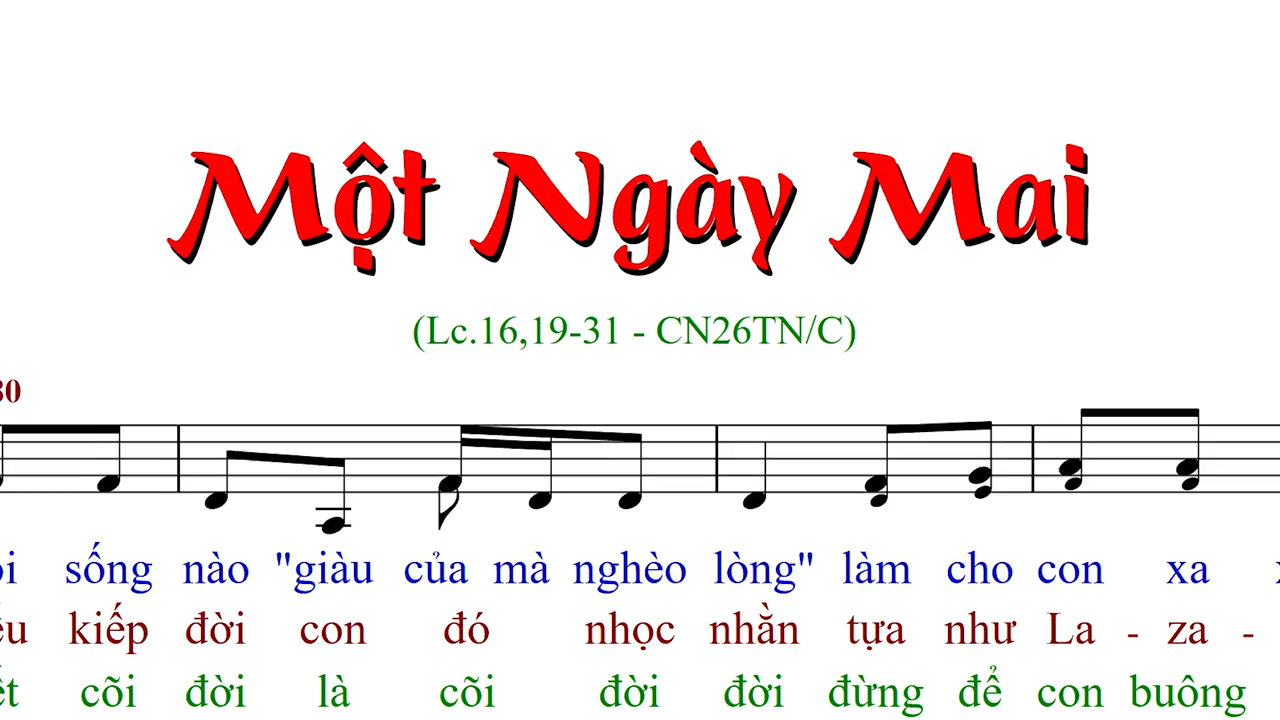 Một Ngày Mai
(Lc.16,19-31 - CN26TN/C)
sống nào "giàu của mà nghèo lòng" làm cho con xa
kiếp đời con đó nhọc nhằn tựa như La - za -
cõi đời là cõi đời đời đừng để con buông